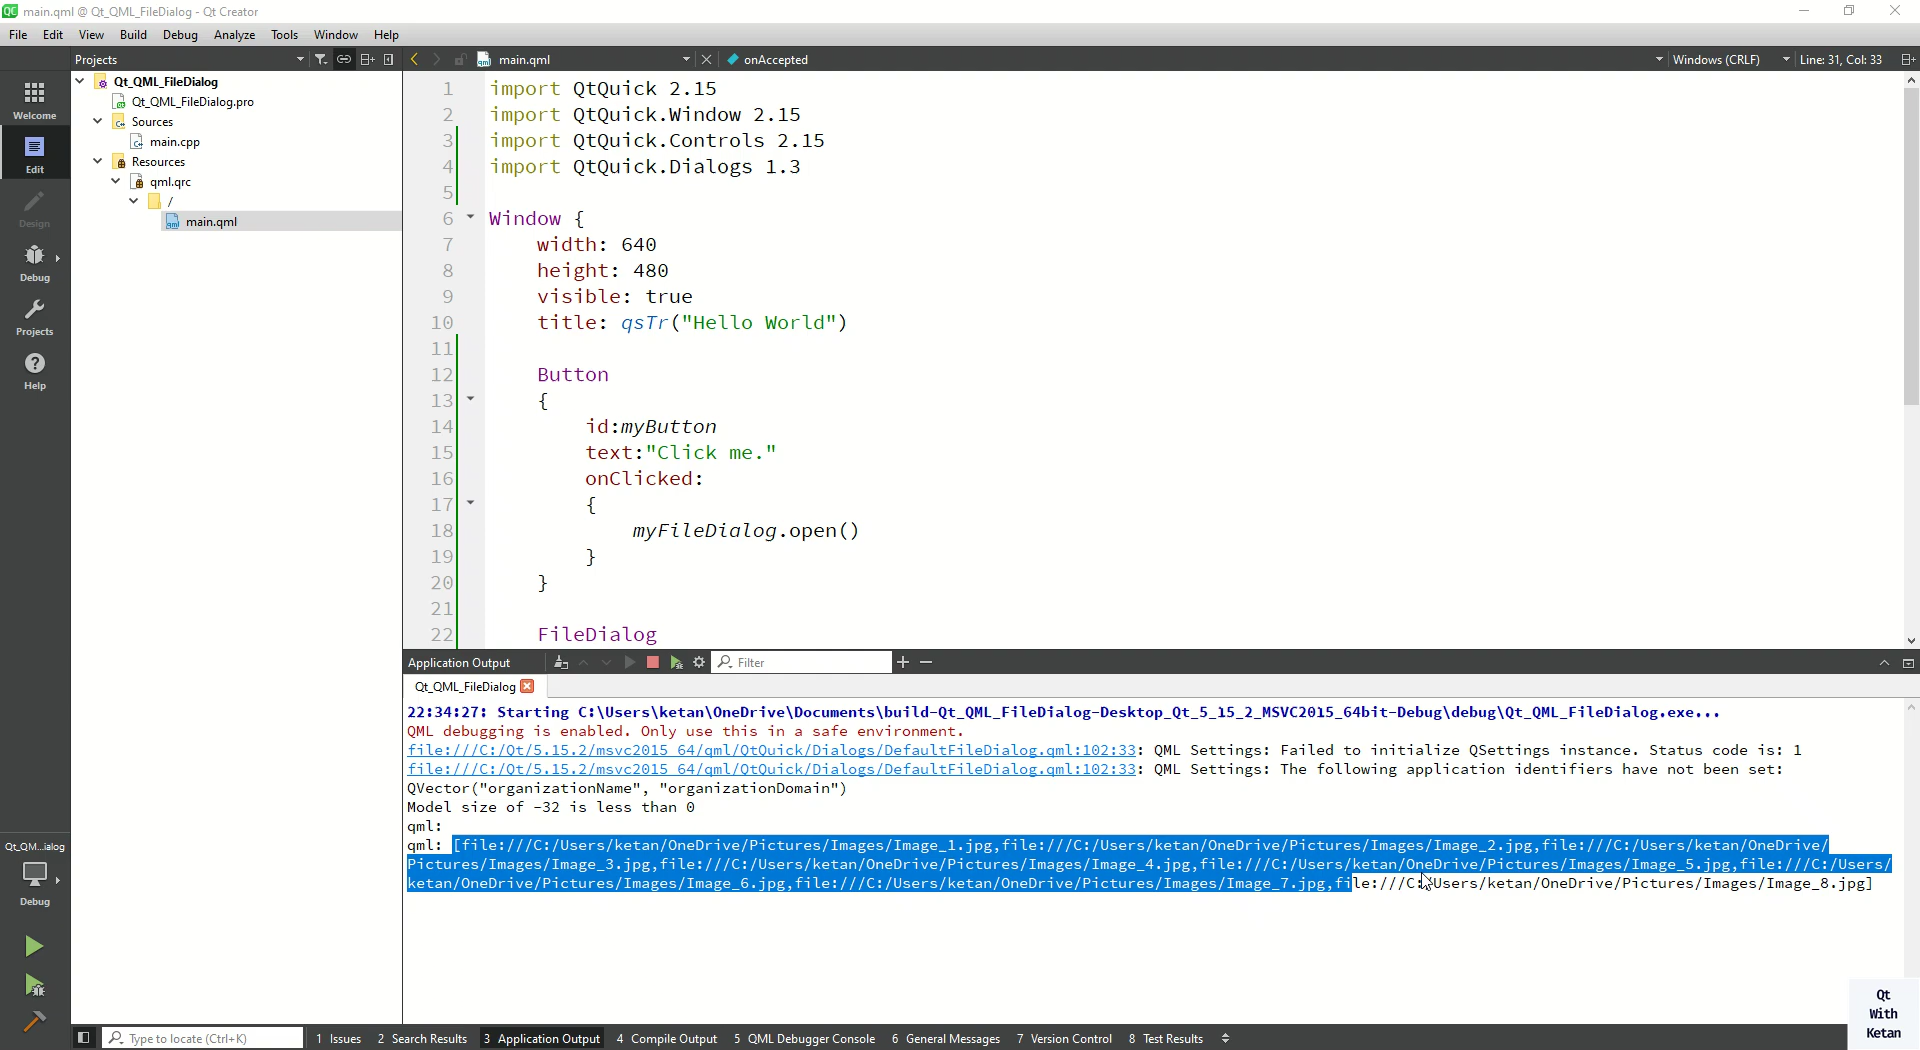 main.qml @ Qt_QML_FileDialog - Qt Creator
File Edit View Build Debug Analyze Tools Window Help
Projects
main.qml
onAccepted
Windows (CRLF)
Line: 31, Col: 33
Welcome
Edit
Design
Debug
Projects
Help
Qt_QML_FileDialog
Qt_QML_FileDialog.pro
Sources
main.cpp
Resources
qml.qrc
/
main.qml
1 import QtQuick 2.15
2 import QtQuick.Window 2.15
3 import QtQuick.Controls 2.15
4 import QtQuick.Dialogs 1.3
5
6 Window {
7 width: 640
8 height: 480
9 visible: true
10 title: qsTr("Hello World")
11
12 Button
13 {
14 id:myButton
15 text:"Click me."
16 onClicked:
17 {
18 myFileDialog.open()
19 }
20 }
21
22 FileDialog
Application Output
Filter
Qt_QML_FileDialog
22:34:27: Starting C:\Users\ketan\OneDrive\Documents\build-Qt_QML_FileDialog-Desktop_Qt_5_15_2_MSVC2015_64bit-Debug\debug\Qt_QML_FileDialog.exe...
QML debugging is enabled. Only use this in a safe environment.
file:///C:/Qt/5.15.2/msvc2015_64/qml/QtQuick/Dialogs/DefaultFileDialog.qml:102:33: QML Settings: Failed to initialize QSettings instance. Status code is: 1
file:///C:/Qt/5.15.2/msvc2015_64/qml/QtQuick/Dialogs/DefaultFileDialog.qml:102:33: QML Settings: The following application identifiers have not been set:
QVector("organizationName", "organizationDomain")
Model size of -32 is less than 0
qml:
qml: [file:///C:/Users/ketan/OneDrive/Pictures/Images/Image_1.jpg,file:///C:/Users/ketan/OneDrive/Pictures/Images/Image_2.jpg,file:///C:/Users/ketan/OneDrive/
Pictures/Images/Image_3.jpg,file:///C:/Users/ketan/OneDrive/Pictures/Images/Image_4.jpg,file:///C:/Users/ketan/OneDrive/Pictures/Images/Image_5.jpg,file:///C:/Users/
ketan/OneDrive/Pictures/Images/Image_6.jpg,file:///C:/Users/ketan/OneDrive/Pictures/Images/Image_7.jpg,file:///C:/Users/ketan/OneDrive/Pictures/Images/Image_8.jpg]
Qt_QM...ialog
Debug
Type to locate (Ctrl+K)
1 Issues 2 Search Results 3 Application Output 4 Compile Output 5 QML Debugger Console 6 General Messages 7 Version Control 8 Test Results
Qt
With
Ketan